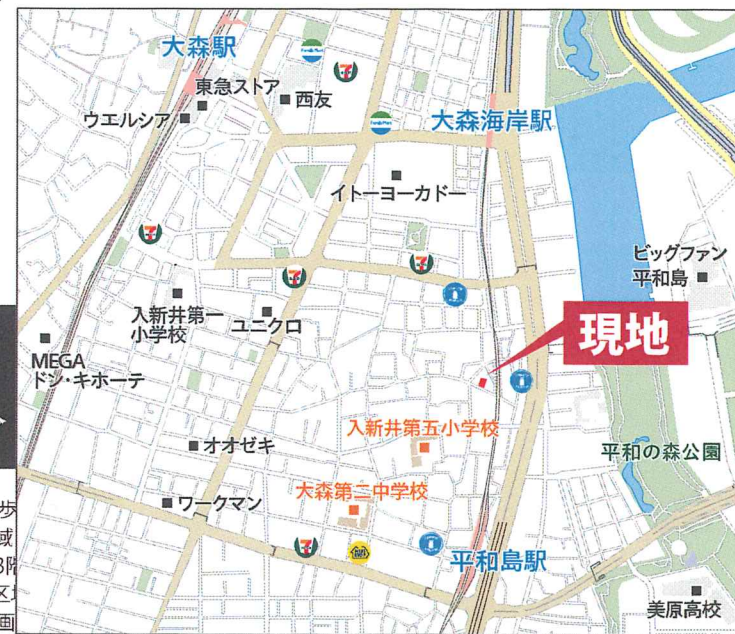 大森駅
東急ストア
ウエルシア
西友
大森海岸駅
イトーヨーカドー
ビッグファン
平和島
入新井第一
小学校
ユニクロ
現地
MEGA
ドン・キホーテ
入新井第五小学校
オオゼキ
平和の森公園
大森第二中学校
ワークマン
平和島駅
美原高校
歩
域
区
画